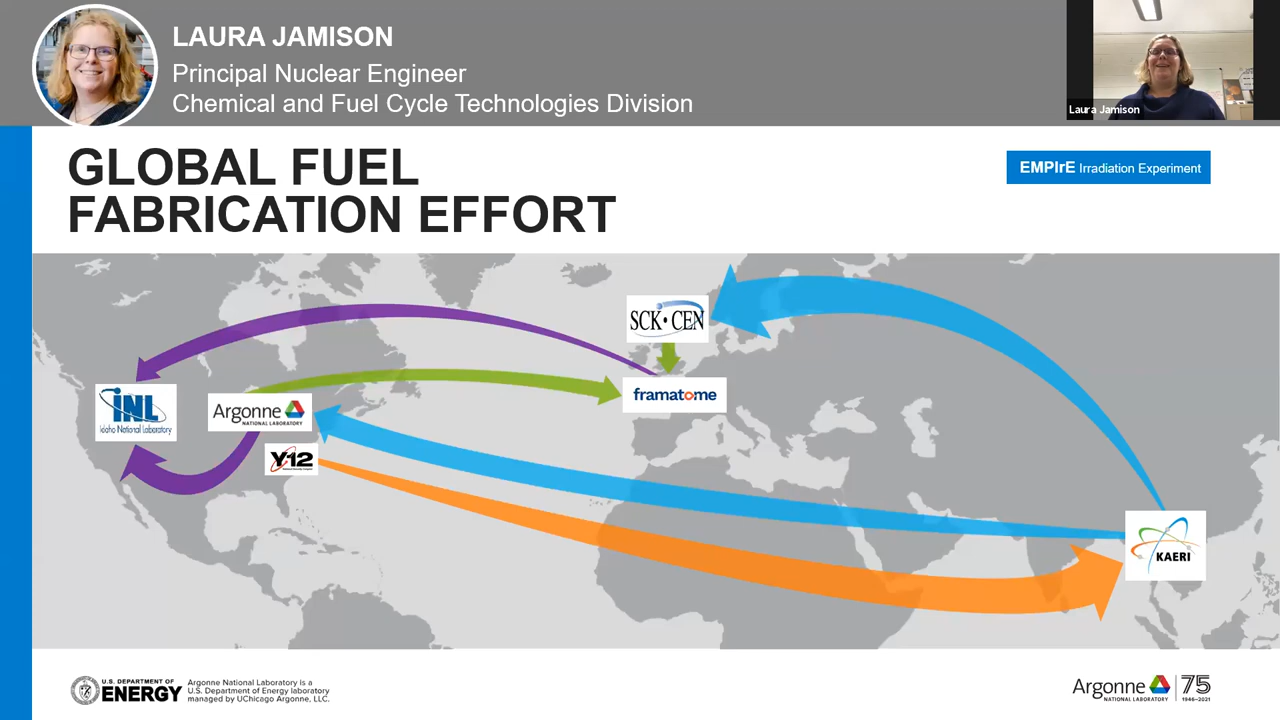 LAURA JAMISON
Principal Nuclear Engineer
Chemical and Fuel Cycle Technologies Division
Laura Jamison
GLOBAL FUEL
FABRICATION EFFORT
EMPIrE Irradiation Experiment
SCK•CEN
framatome
INL
Idaho National Laboratory
Argonne
NATIONAL LABORATORY
Y-12
KAERI
U.S. DEPARTMENT OF
ENERGY
Argonne National Laboratory is a
U.S. Department of Energy laboratory
managed by UChicago Argonne, LLC.
Argonne
NATIONAL LABORATORY
75
1946–2021